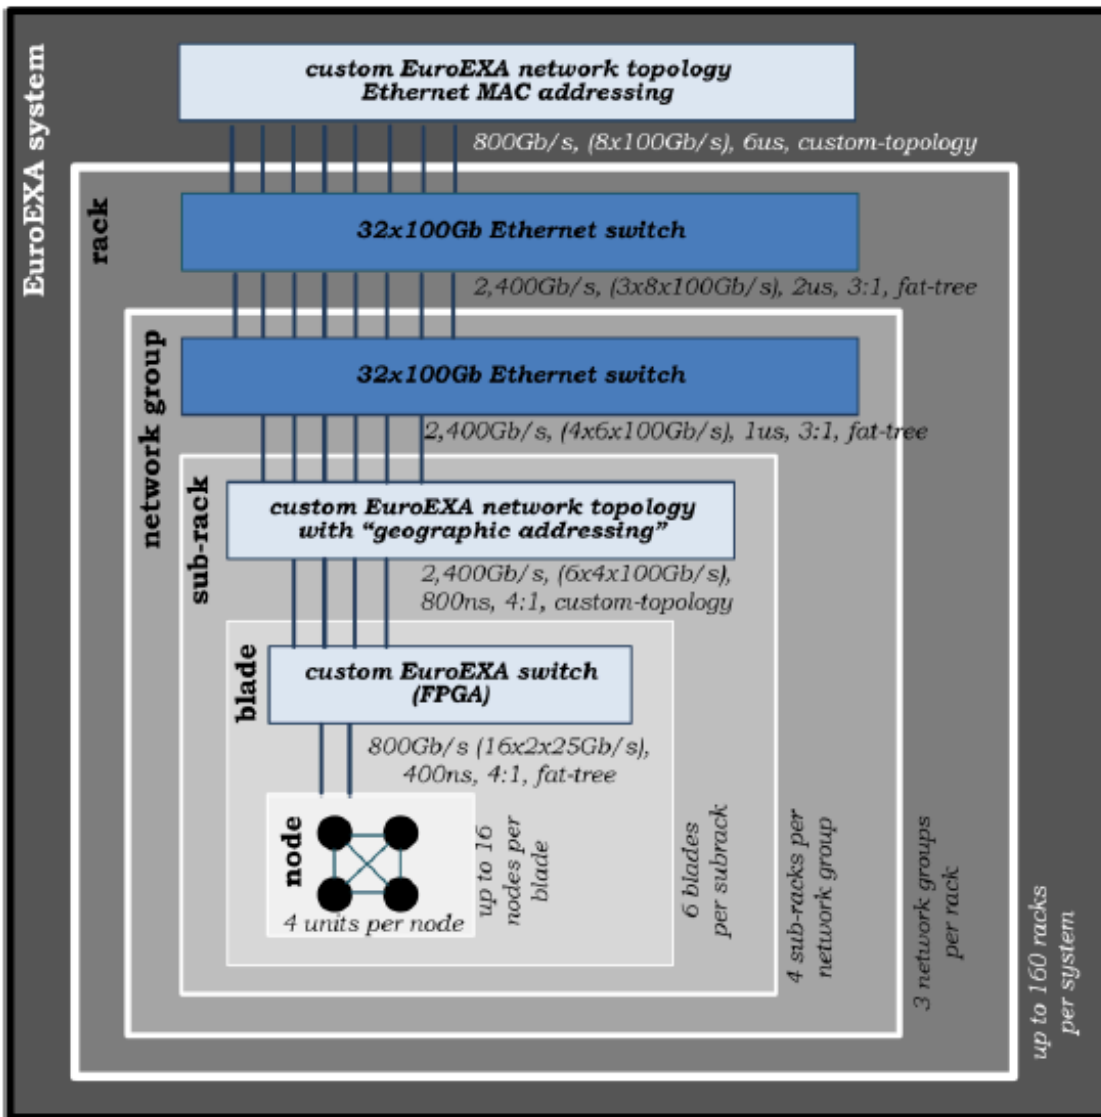 EuroEXA system
custom EuroEXA network topology
Ethernet MAC addressing
800Gb/s, (8x100Gb/s), 6us, custom-topology
rack
32x100Gb Ethernet switch
2,400Gb/s, (3x8x100Gb/s), 2us, 3:1, fat-tree
network group
32x100Gb Ethernet switch
2,400Gb/s, (4x6x100Gb/s), 1us, 3:1, fat-tree
sub-rack
custom EuroEXA network topology
with “geographic addressing”
2,400Gb/s, (6x4x100Gb/s),
800ns, 4:1, custom-topology
blade
custom EuroEXA switch
(FPGA)
800Gb/s (16x2x25Gb/s),
400ns, 4:1, fat-tree
node
4 units per node
up to 16
nodes per
blade
6 blades
per subrack
4 sub-racks per
network group
3 network groups
per rack
up to 160 racks
per system